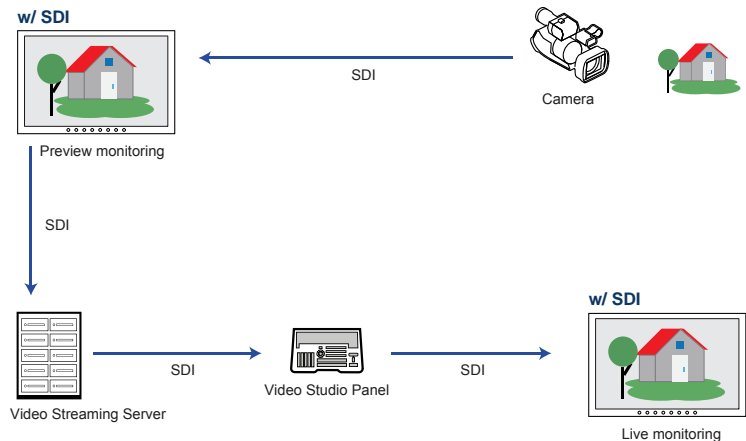 w/ SDI
SDI
Camera
Preview monitoring
SDI
w/ SDI
SDI
Video Studio Panel
SDI
Video Streaming Server
Live monitoring